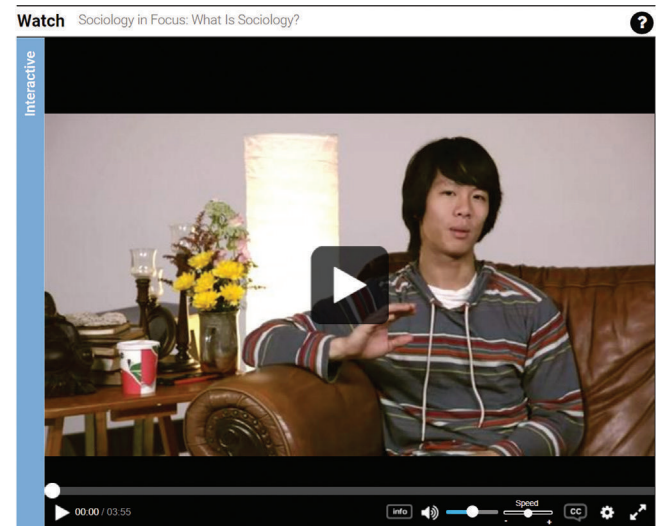 Watch Sociology in Focus: What Is Sociology? ?
Interactive
Speed
00:00 / 03:55 info - + CC